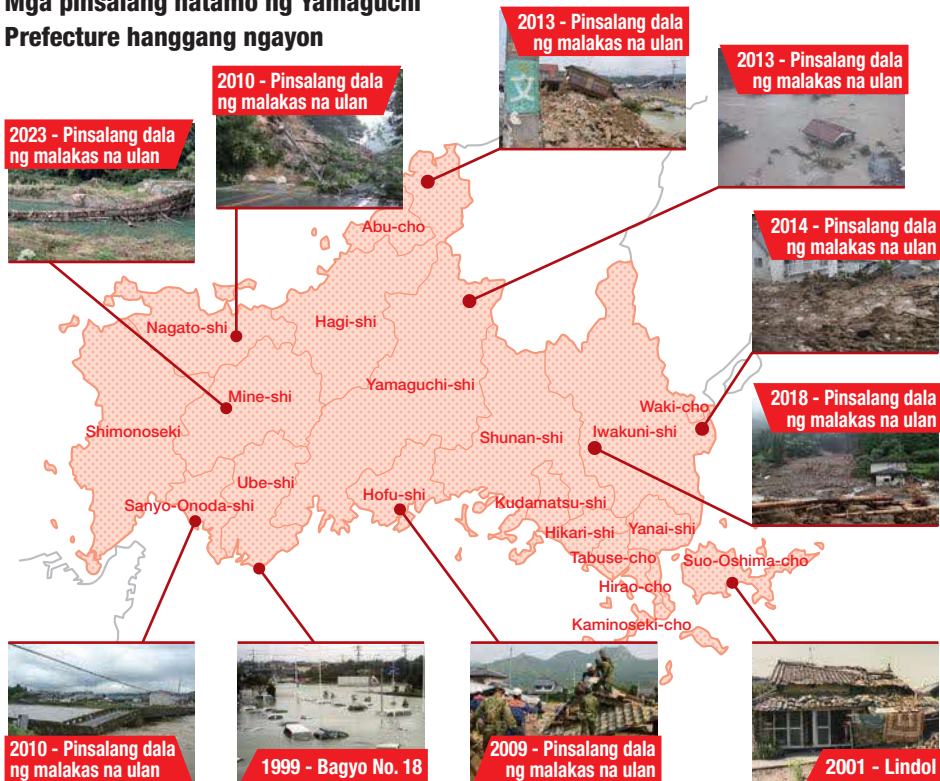 Mga pinsalang natamo ng Yamaguchi
Prefecture hanggang ngayon
2013 - Pinsalang dala
ng malakas na ulan
2013 - Pinsalang dala
ng malakas na ulan
2010 - Pinsalang dala
ng malakas na ulan
2023 - Pinsalang dala
ng malakas na ulan
文
2014 - Pinsalang dala
ng malakas na ulan
2018 - Pinsalang dala
ng malakas na ulan
Abu-cho
Nagato-shi
Hagi-shi
Mine-shi
Yamaguchi-shi
Waki-cho
Shimonoseki
Shunan-shi
Iwakuni-shi
Ube-shi
Sanyo-Onoda-shi
Hofu-shi
Kudamatsu-shi
Hikari-shi
Yanai-shi
Tabuse-cho
Suo-Oshima-cho
Hirao-cho
Kaminoseki-cho
2010 - Pinsalang dala
ng malakas na ulan
1999 - Bagyo No. 18
2009 - Pinsalang dala
ng malakas na ulan
2001 - Lindol